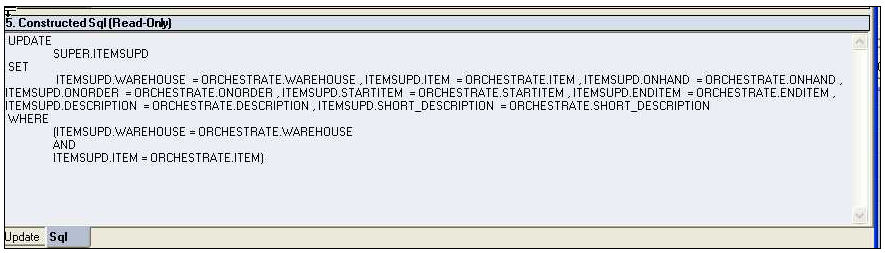 5. Constructed Sql (Read-Only)
UPDATE
SUPER.ITEMSUPD
SET
ITEMSUPD.WAREHOUSE = ORCHESTRATE.WAREHOUSE , ITEMSUPD.ITEM = ORCHESTRATE.ITEM , ITEMSUPD.ONHAND = ORCHESTRATE.ONHAND ,
ITEMSUPD.ONORDER = ORCHESTRATE.ONORDER , ITEMSUPD.STARTITEM = ORCHESTRATE.STARTITEM , ITEMSUPD.ENDITEM = ORCHESTRATE.ENDITEM ,
ITEMSUPD.DESCRIPTION = ORCHESTRATE.DESCRIPTION , ITEMSUPD.SHORT_DESCRIPTION = ORCHESTRATE.SHORT_DESCRIPTION
WHERE
(ITEMSUPD.WAREHOUSE = ORCHESTRATE.WAREHOUSE
AND
ITEMSUPD.ITEM = ORCHESTRATE.ITEM)
Update Sql